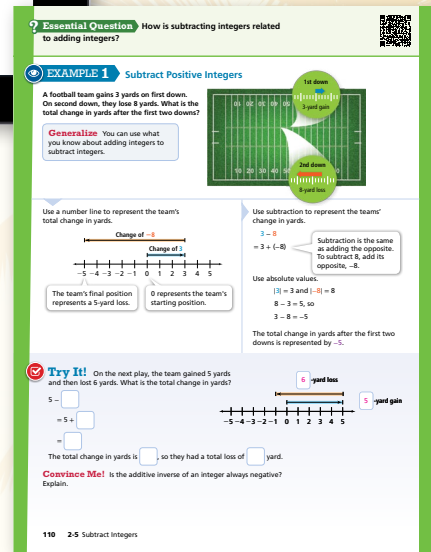 ? Essential Question How is subtracting integers related
to adding integers?
EXAMPLE 1 Subtract Positive Integers
A football team gains 3 yards on first down.
On second down, they lose 8 yards. What is the
total change in yards after the first two downs?
Generalize You can use what
you know about adding integers to
subtract integers.
1st down
3-yard gain
10 20 30 40 50
10 20 30 40 50
2nd down
8-yard loss
Use a number line to represent the team's
total change in yards.
Change of −8
Change of 3
−5 −4 −3 −2 −1 0 1 2 3 4 5
The team's final position
represents a 5-yard loss.
0 represents the team's
starting position.
Use subtraction to represent the teams'
change in yards.
3 − 8
= 3 + (−8)
Subtraction is the same
as adding the opposite.
To subtract 8, add its
opposite, −8.
Use absolute values.
|3| = 3 and |−8| = 8
8 − 3 = 5, so
3 − 8 = −5
The total change in yards after the first two
downs is represented by −5.
Try It! On the next play, the team gained 5 yards
and then lost 6 yards. What is the total change in yards?
5 −
= 5 +
=
6 -yard loss
5 -yard gain
−5 −4 −3 −2 −1 0 1 2 3 4 5
The total change in yards is , so they had a total loss of yard.
Convince Me! Is the additive inverse of an integer always negative?
Explain.
110 2-5 Subtract Integers